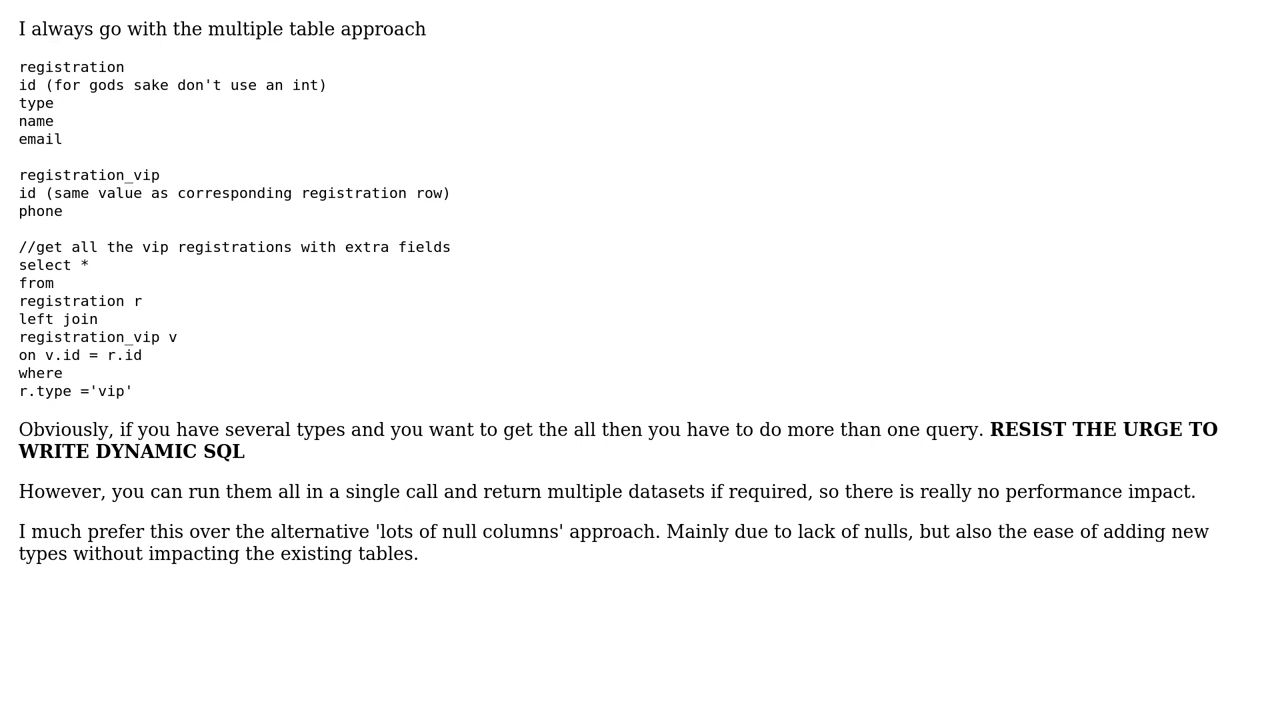 I always go with the multiple table approach
registration
id (for gods sake don't use an int)
type
name
email
registration_vip
id (same value as corresponding registration row)
phone
//get all the vip registrations with extra fields
select *
from
registration r
left join
registration_vip v
on v.id = r.id
where
r.type ='vip'
Obviously, if you have several types and you want to get the all then you have to do more than one query. RESIST THE URGE TO
WRITE DYNAMIC SQL
However, you can run them all in a single call and return multiple datasets if required, so there is really no performance impact.
I much prefer this over the alternative 'lots of null columns' approach. Mainly due to lack of nulls, but also the ease of adding new
types without impacting the existing tables.